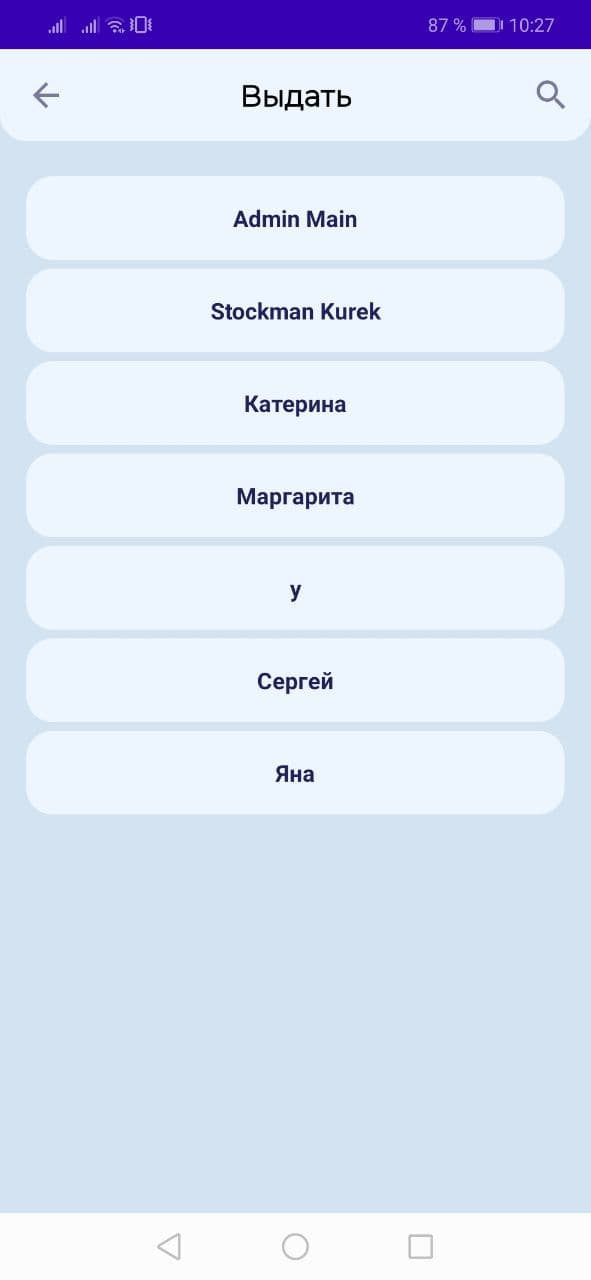 87 % 10:27
Выдать
Admin Main
Stockman Kurek
Катерина
Маргарита
у
Сергей
Яна